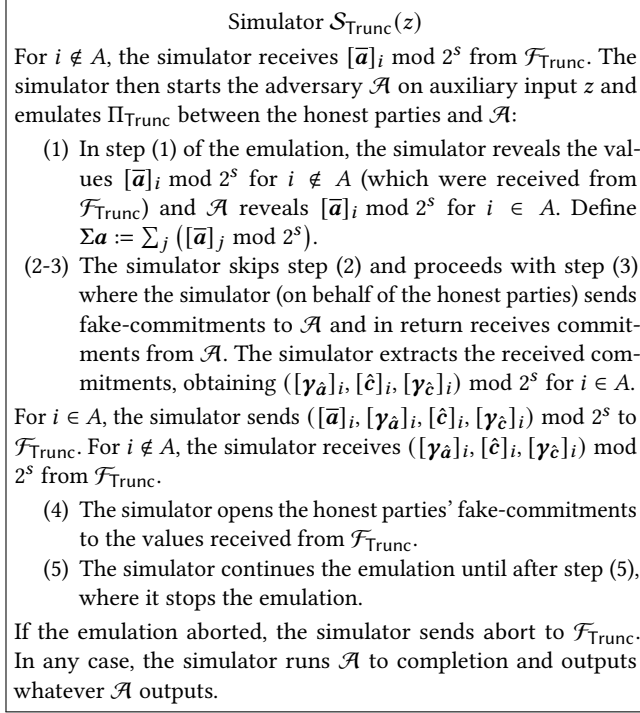 Simulator 𝒮_Trunc(z)
For i ∉ A, the simulator receives [a̅]_i mod 2^s from ℱ_Trunc. The
simulator then starts the adversary 𝒜 on auxiliary input z and
emulates Π_Trunc between the honest parties and 𝒜:
(1) In step (1) of the emulation, the simulator reveals the val-
ues [a̅]_i mod 2^s for i ∉ A (which were received from
ℱ_Trunc) and 𝒜 reveals [a̅]_i mod 2^s for i ∈ A. Define
Σa := ∑_j ([a̅]_j mod 2^s).
(2-3) The simulator skips step (2) and proceeds with step (3)
where the simulator (on behalf of the honest parties) sends
fake-commitments to 𝒜 and in return receives commit-
ments from 𝒜. The simulator extracts the received com-
mitments, obtaining ([γ_â]_i, [ĉ]_i, [γ_ĉ]_i) mod 2^s for i ∈ A.
For i ∈ A, the simulator sends ([a̅]_i, [γ_â]_i, [ĉ]_i, [γ_ĉ]_i) mod 2^s to
ℱ_Trunc. For i ∉ A, the simulator receives ([γ_â]_i, [ĉ]_i, [γ_ĉ]_i) mod
2^s from ℱ_Trunc.
(4) The simulator opens the honest parties' fake-commitments
to the values received from ℱ_Trunc.
(5) The simulator continues the emulation until after step (5),
where it stops the emulation.
If the emulation aborted, the simulator sends abort to ℱ_Trunc.
In any case, the simulator runs 𝒜 to completion and outputs
whatever 𝒜 outputs.